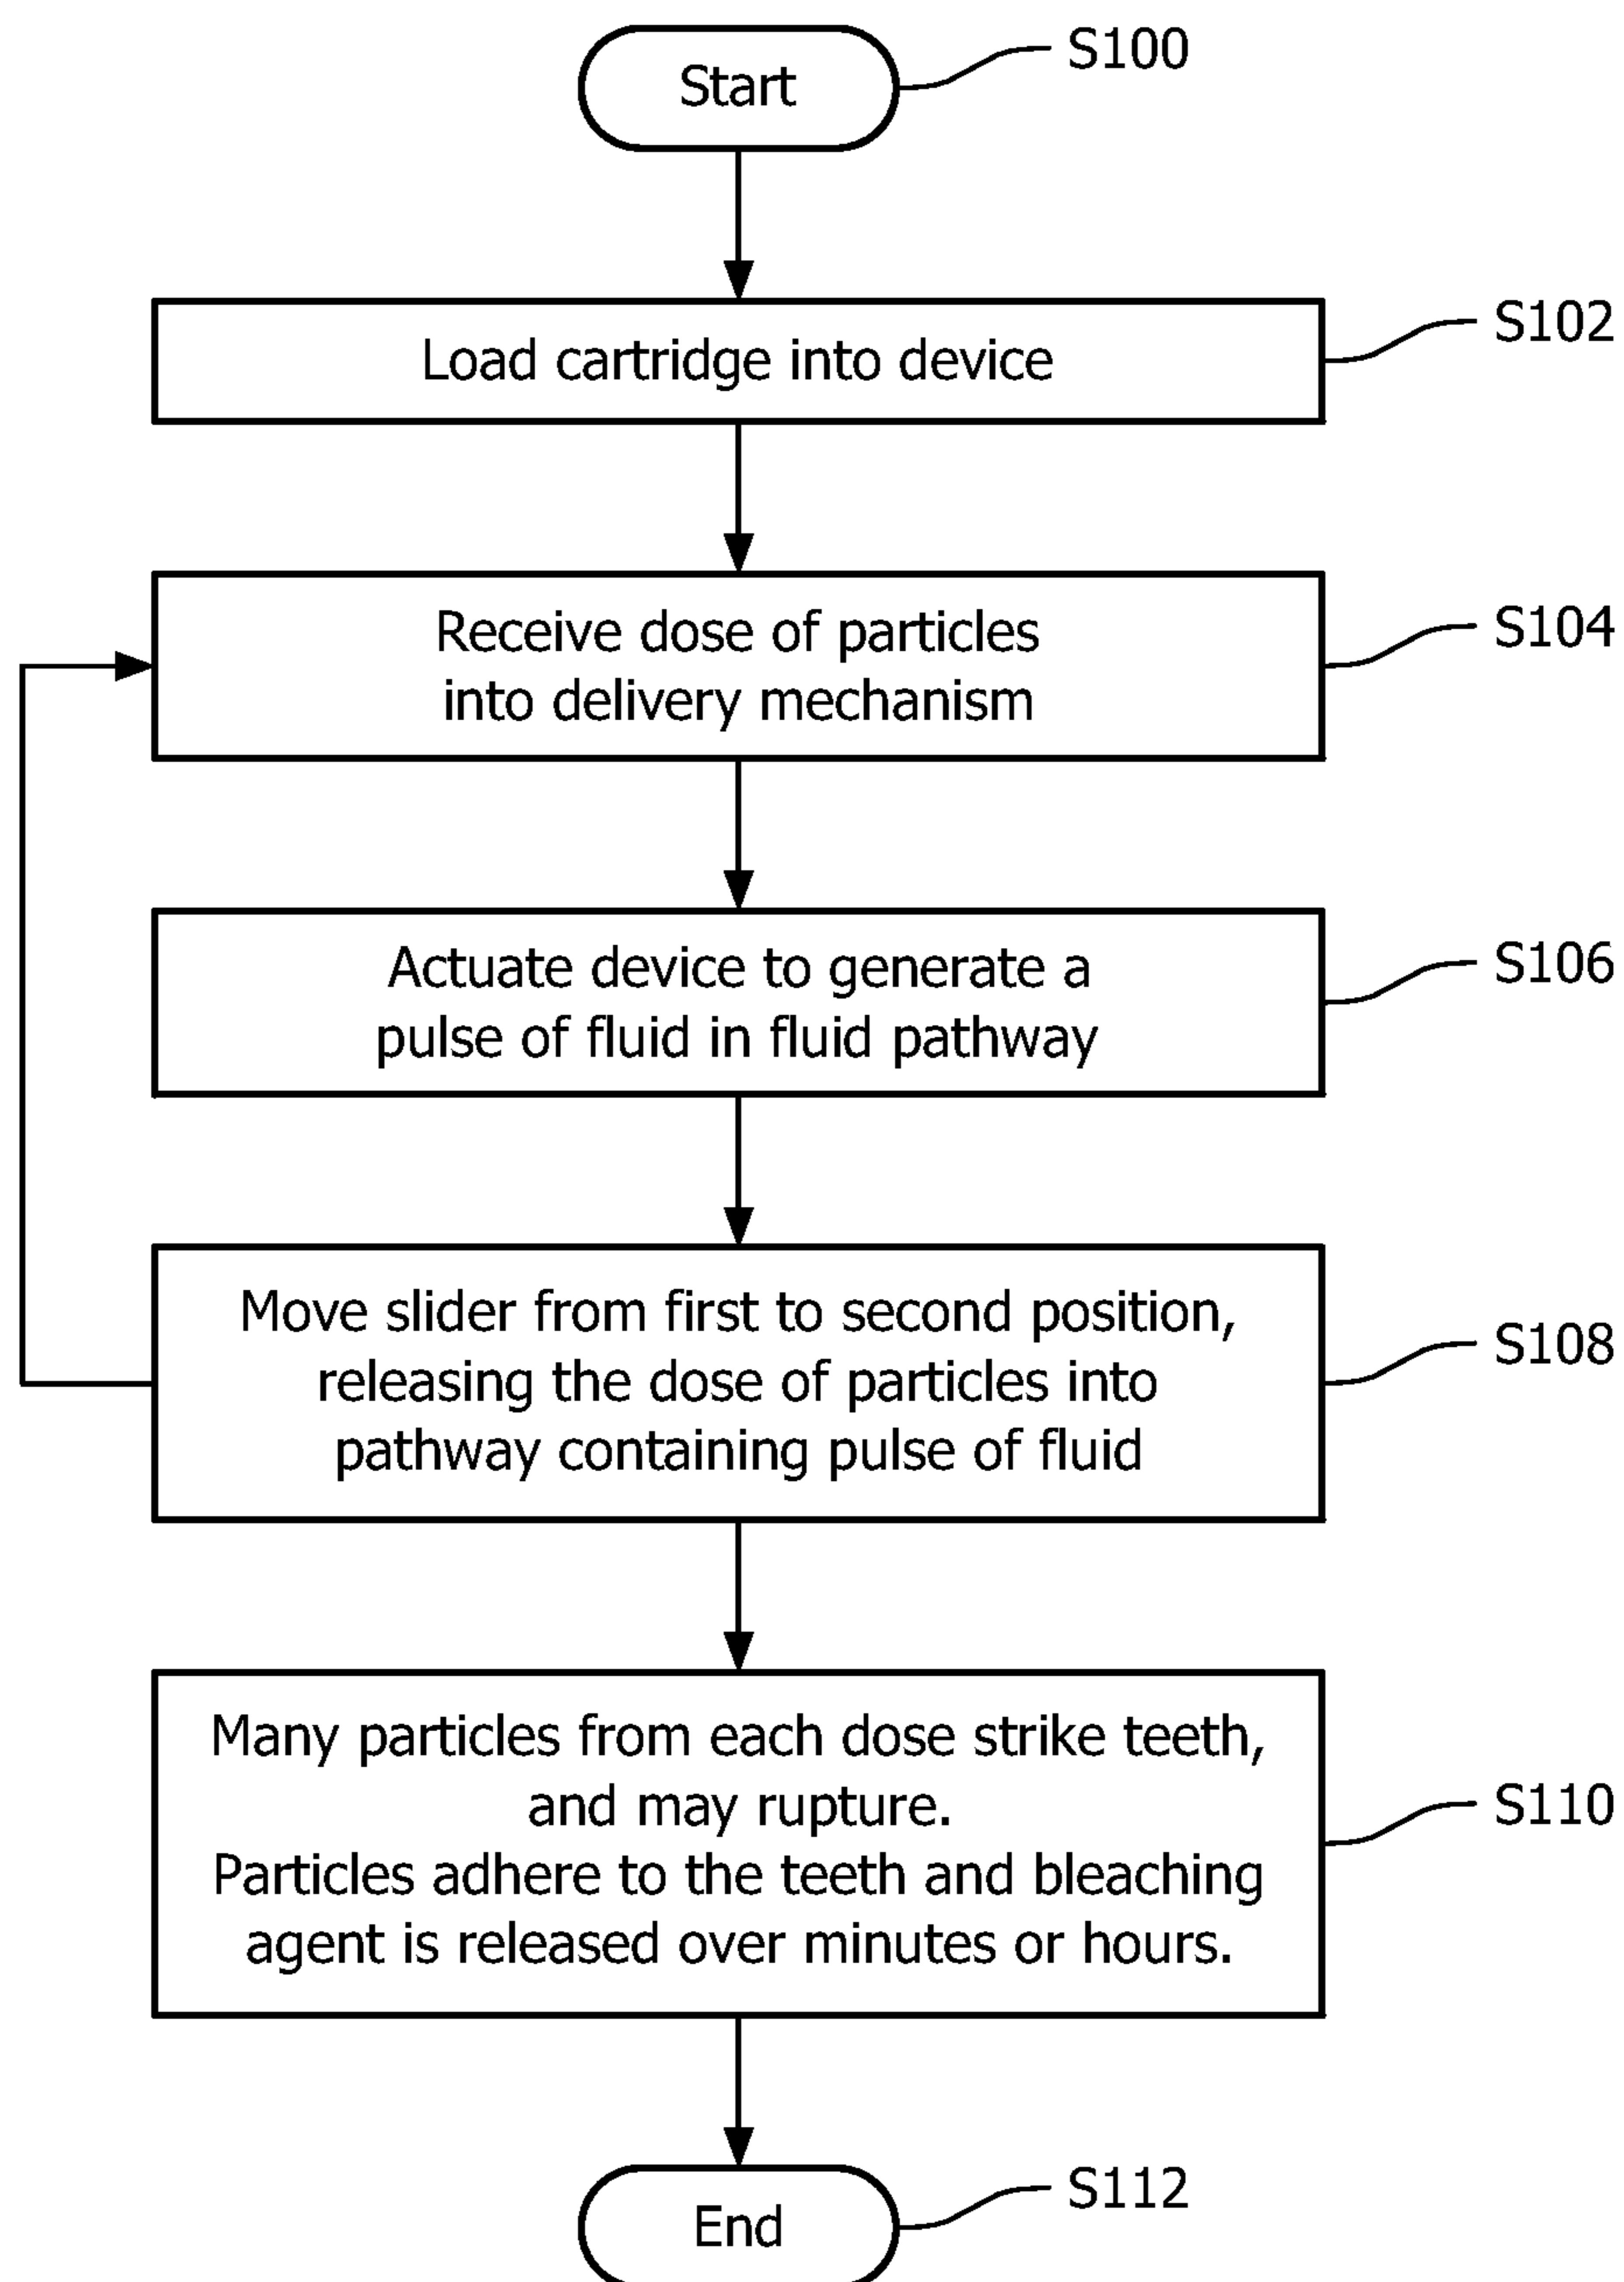 Start
S100
Load cartridge into device
S102
Receive dose of particles
into delivery mechanism
S104
Actuate device to generate a
pulse of fluid in fluid pathway
S106
Move slider from first to second position,
releasing the dose of particles into
pathway containing pulse of fluid
S108
Many particles from each dose strike teeth,
and may rupture.
Particles adhere to the teeth and bleaching
agent is released over minutes or hours.
S110
End
S112